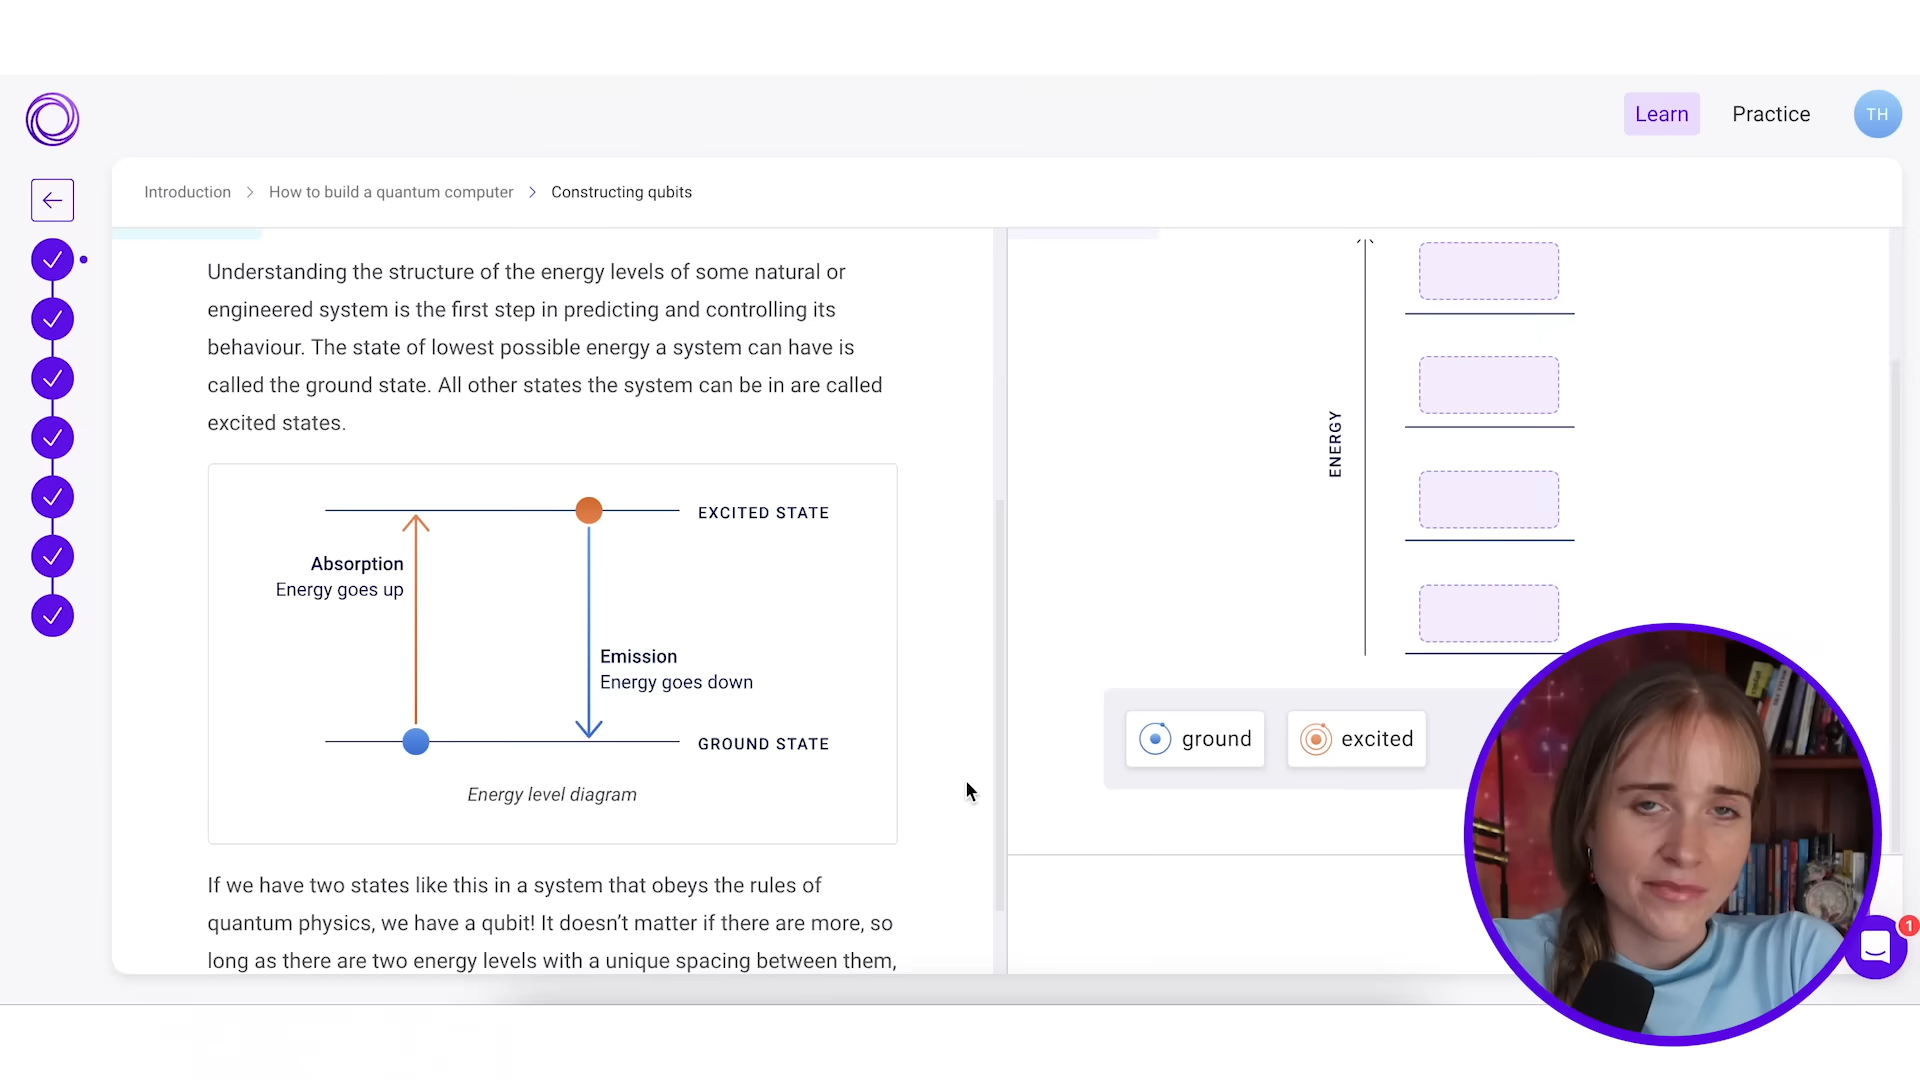 Learn
Practice
TH
Introduction > How to build a quantum computer > Constructing qubits
Understanding the structure of the energy levels of some natural or
engineered system is the first step in predicting and controlling its
behaviour. The state of lowest possible energy a system can have is
called the ground state. All other states the system can be in are called
excited states.
EXCITED STATE
Absorption
Energy goes up
Emission
Energy goes down
GROUND STATE
Energy level diagram
If we have two states like this in a system that obeys the rules of
quantum physics, we have a qubit! It doesn’t matter if there are more, so
long as there are two energy levels with a unique spacing between them,
ENERGY
ground
excited
1